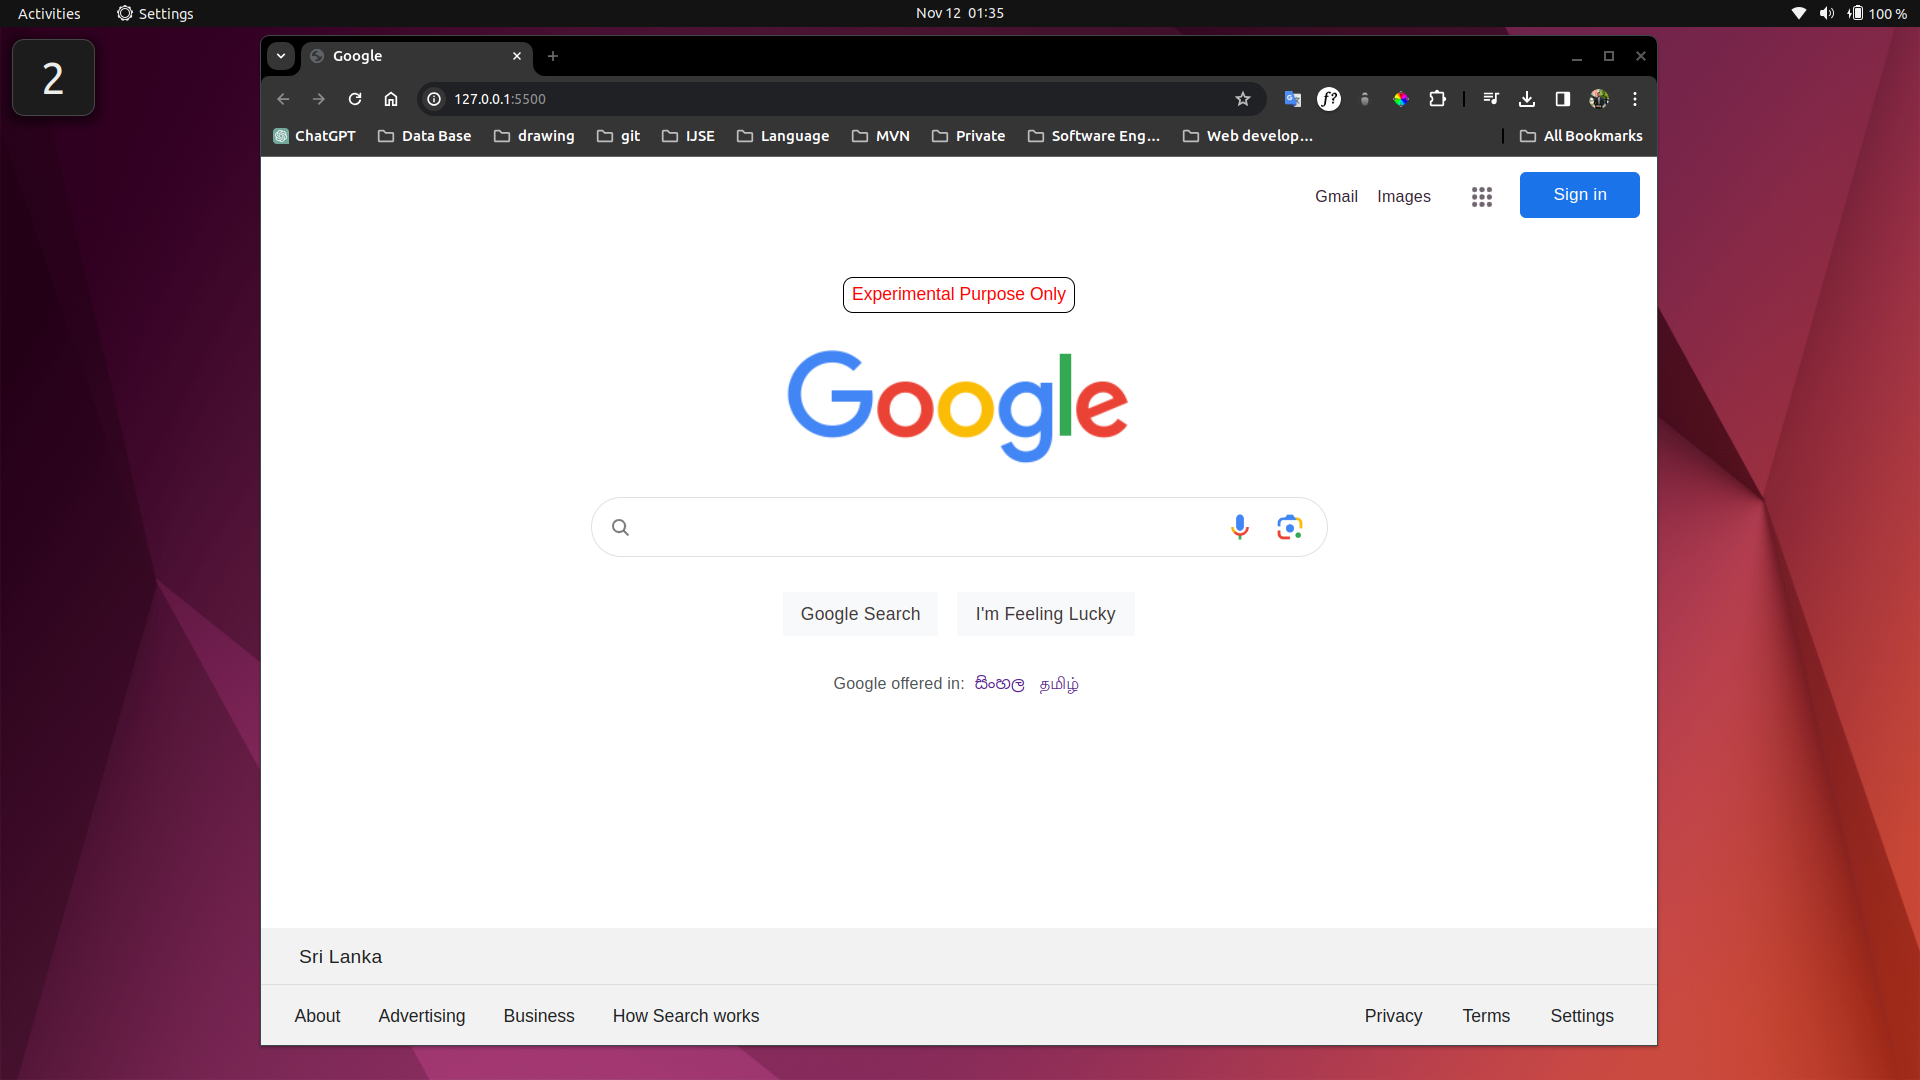 Activities Settings Nov 12 01:35 100 %
2
Google
127.0.0.1:5500
ChatGPT Data Base drawing git IJSE Language MVN Private Software Eng... Web develop... All Bookmarks
Gmail Images Sign in
Experimental Purpose Only
Google
Google Search I'm Feeling Lucky
Google offered in: සිංහල தமிழ்
Sri Lanka
About Advertising Business How Search works Privacy Terms Settings